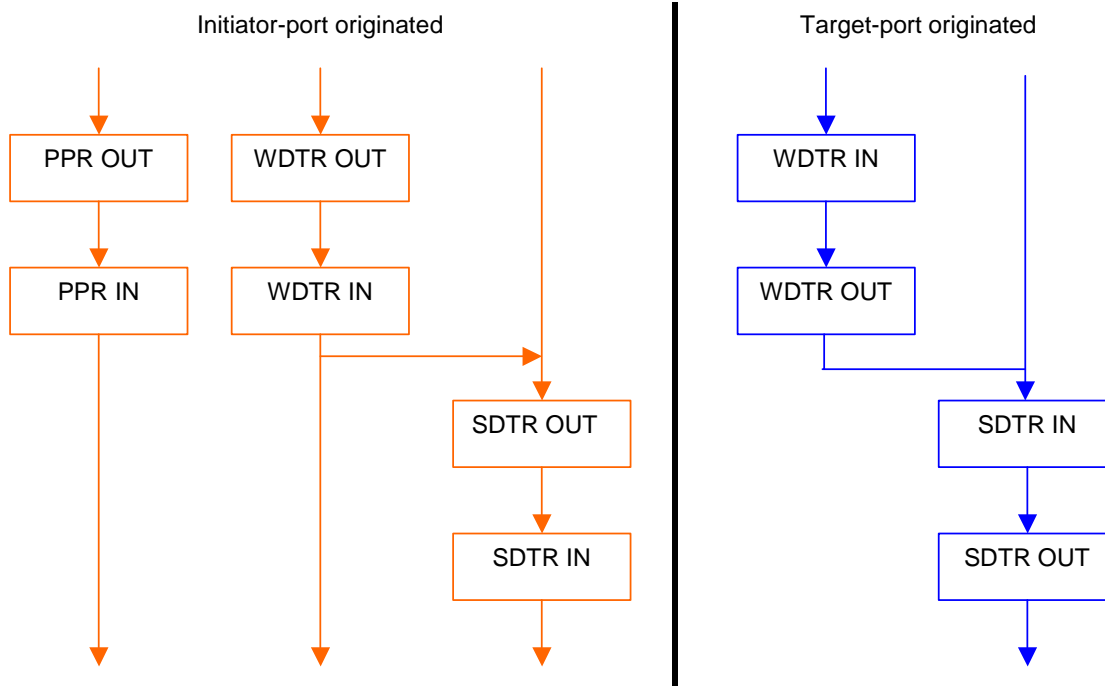 Initiator-port originated
Target-port originated
PPR OUT
WDTR OUT
WDTR IN
PPR IN
WDTR IN
WDTR OUT
SDTR OUT
SDTR IN
SDTR IN
SDTR OUT